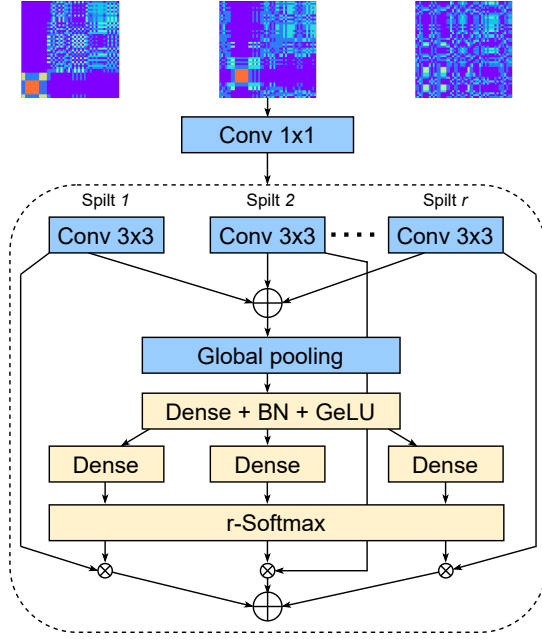 Conv 1x1
Spilt 1
Spilt 2
Spilt r
Conv 3x3
Conv 3x3
Conv 3x3
Global pooling
Dense + BN + GeLU
Dense
Dense
Dense
r-Softmax